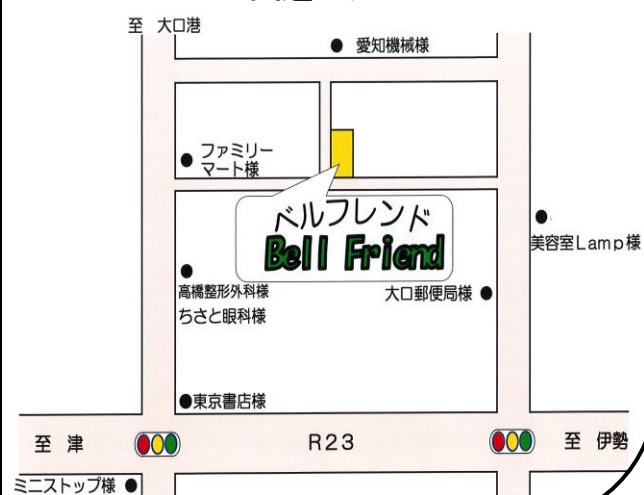 至 大口港
愛知機械様
ファミリー
マート様
ベルフレンド
Bell Friend
美容室Lamp様
高橋整形外科様
ちさと眼科様
大口郵便局様
東京書店様
至 津
R23
至 伊勢
ミニストップ様